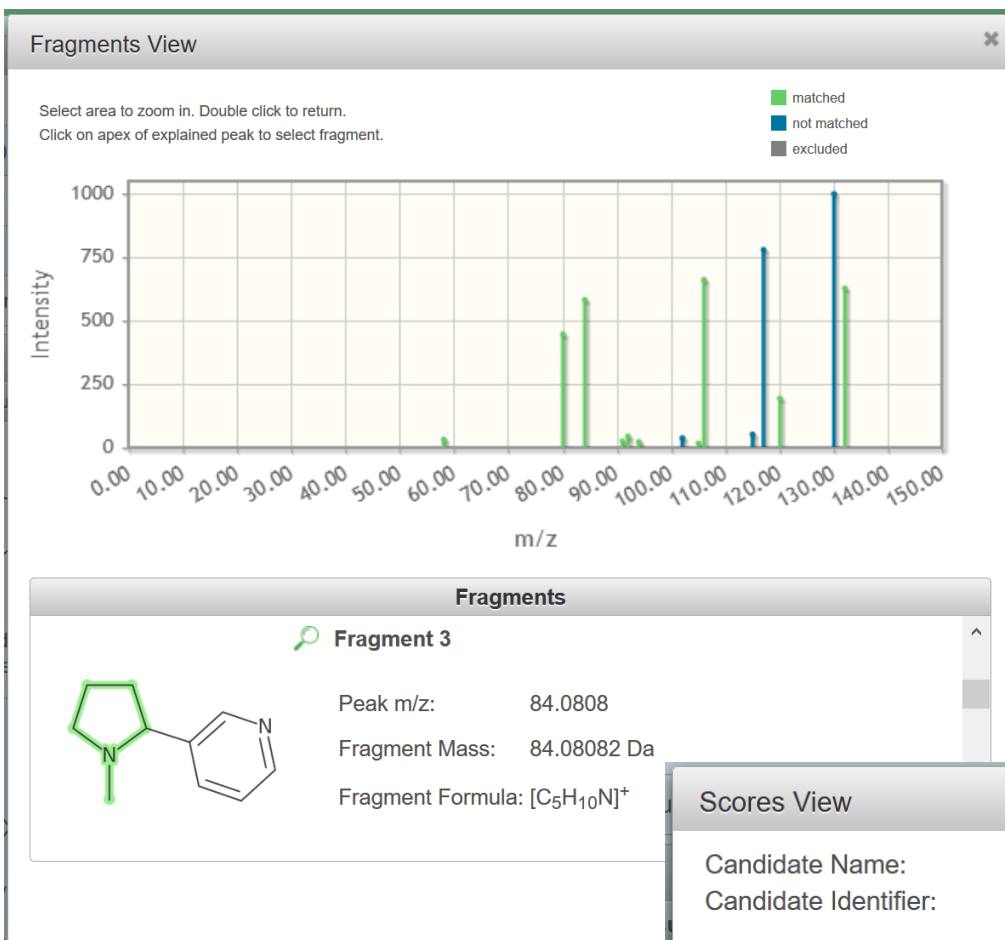 Fragments View
Select area to zoom in. Double click to return.
Click on apex of explained peak to select fragment.
matched
not matched
excluded
1000
750
500
250
0
Intensity
0.00 10.00 20.00 30.00 40.00 50.00 60.00 70.00 80.00 90.00 100.00 110.00 120.00 130.00 140.00 150.00
m/z
Fragments
Fragment 3
Peak m/z: 84.0808
Fragment Mass: 84.08082 Da
Fragment Formula: [C₅H₁₀N]⁺
N
N
Scores View
Candidate Name:
Candidate Identifier: